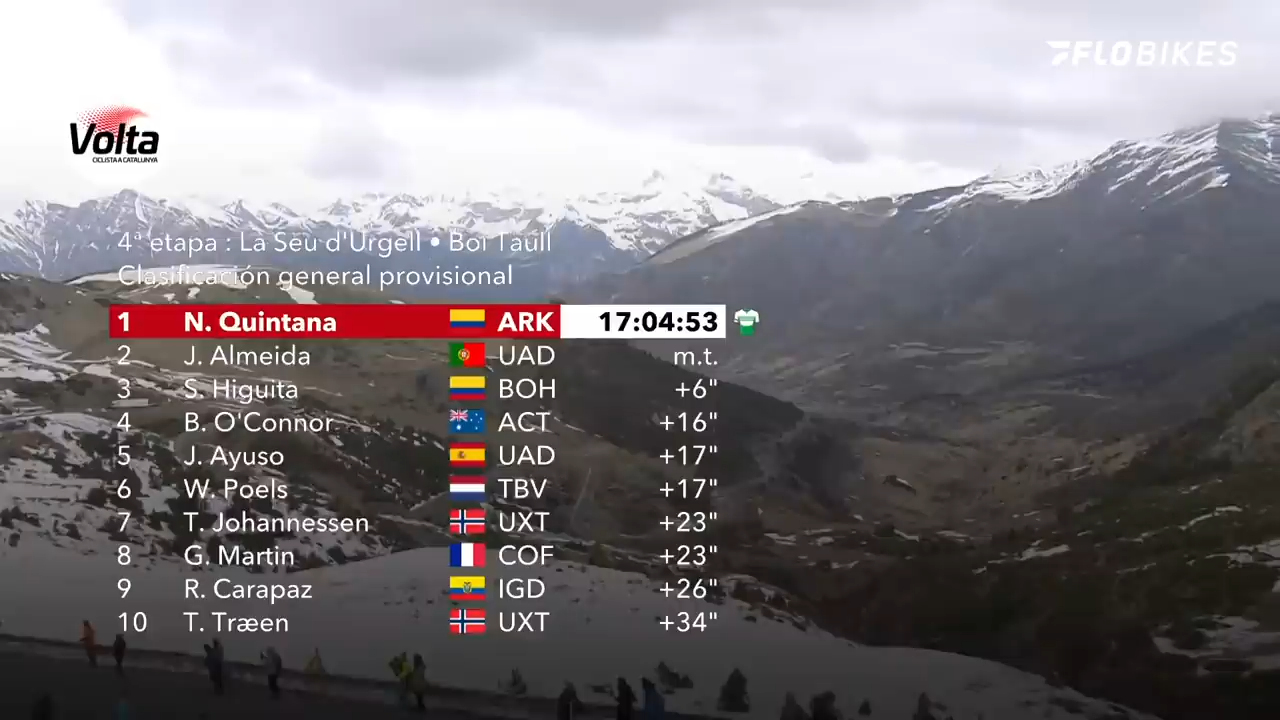 FLOBIKES
Volta
CICLISTA A CATALUNYA
4ª etapa : La Seu d'Urgell • Boí Taüll
Clasificación general provisional
1 N. Quintana ARK 17:04:53
2 J. Almeida UAD m.t.
3 S. Higuita BOH +6"
4 B. O'Connor ACT +16"
5 J. Ayuso UAD +17"
6 W. Poels TBV +17"
7 T. Johannessen UXT +23"
8 G. Martin COF +23"
9 R. Carapaz IGD +26"
10 T. Træen UXT +34"